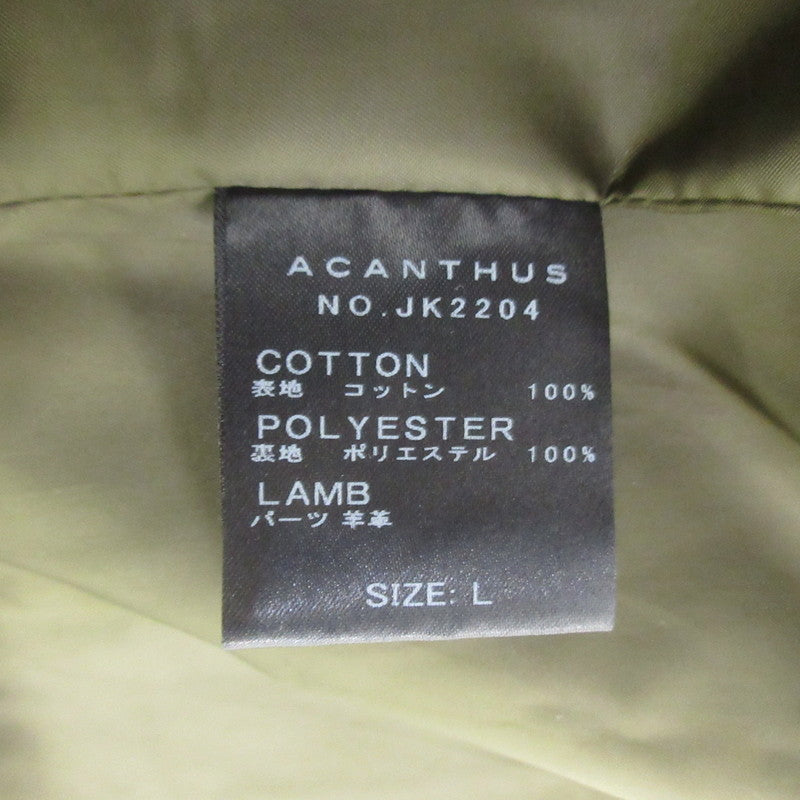 ACANTHUS
NO.JK2204
COTTON
表地 コットン 100%
POLYESTER
裏地 ポリエステル 100%
LAMB
パーツ 羊革
SIZE: L